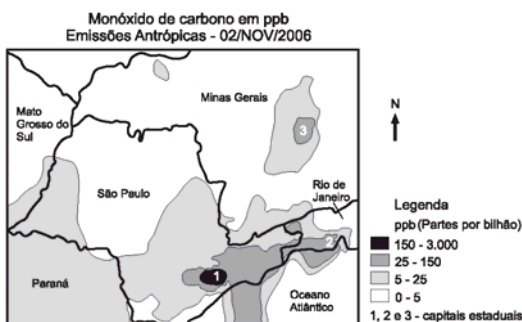 Monóxido de carbono em ppb
Emissões Antrópicas - 02/NOV/2006
Minas Gerais
Mato
Grosso do
Sul
3
São Paulo
Rio de
Janeiro
2
1
Paraná
Oceano
Atlântico
N
Legenda
ppb (Partes por bilhão)
150 - 3.000
25 - 150
5 - 25
0 - 5
1, 2 e 3 - capitais estaduais